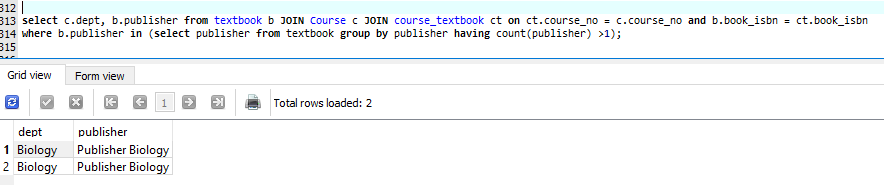 312
313 select c.dept, b.publisher from textbook b JOIN Course c JOIN course_textbook ct on ct.course_no = c.course_no and b.book_isbn = ct.book_isbn
314 where b.publisher in (select publisher from textbook group by publisher having count(publisher) >1);
315
Grid view Form view
1 Total rows loaded: 2
dept publisher
1 Biology Publisher Biology
2 Biology Publisher Biology